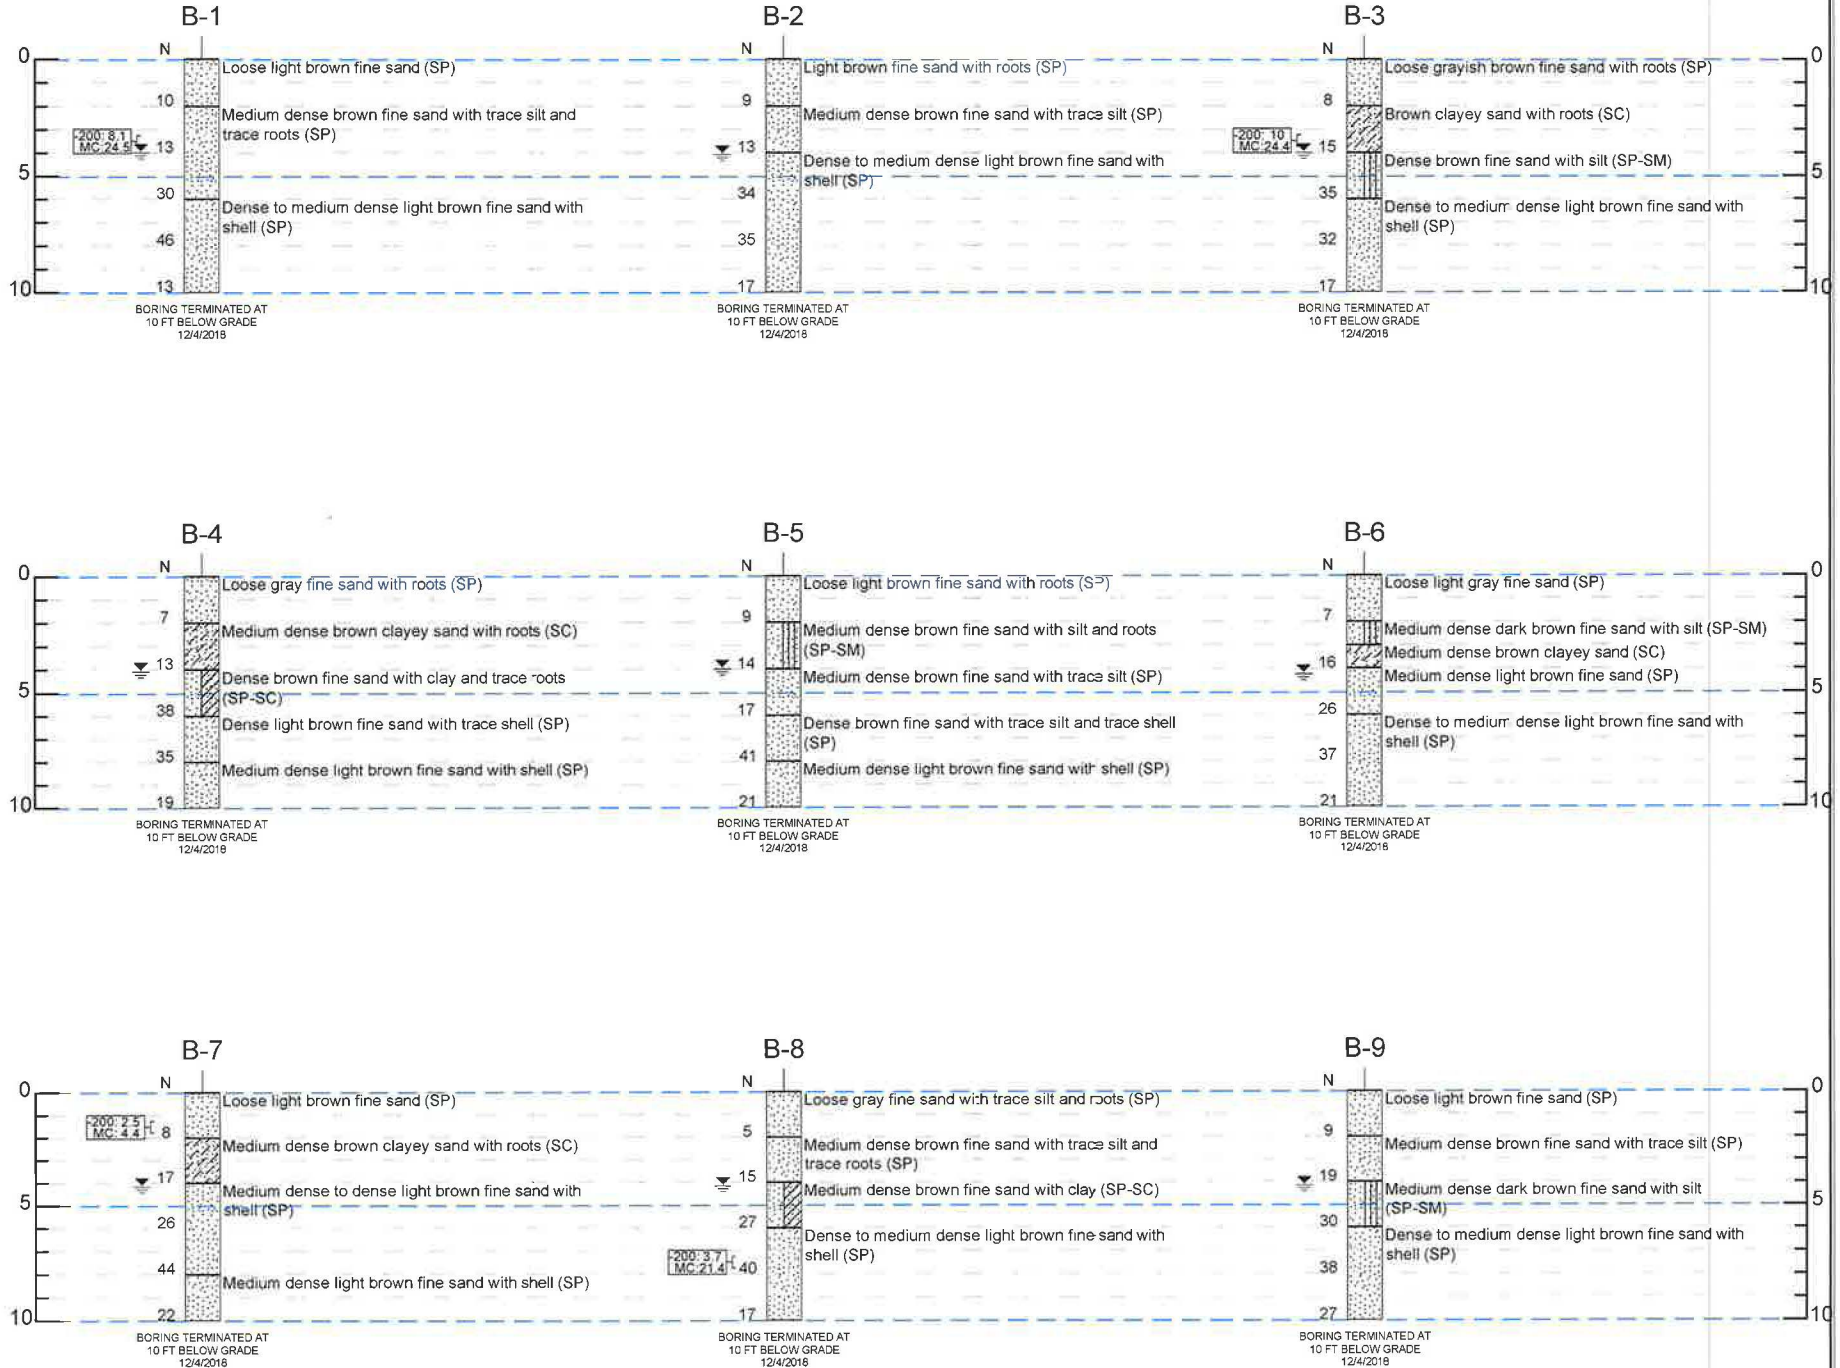 B-1
B-2
B-3
N
N
N
0
Loose light brown fine sand (SP)
Light brown fine sand with roots (SP)
Loose grayish brown fine sand with roots (SP)
0
10
9
8
Medium dense brown fine sand with trace silt and
trace roots (SP)
Medium dense brown fine sand with trace silt (SP)
Brown clayey sand with roots (SC)
-200: 8.1
MC:24.5
13
13
-200: 10
MC:24.4
15
Dense to medium dense light brown fine sand with
shell (SP)
Dense brown fine sand with silt (SP-SM)
5
5
30
34
35
Dense to medium dense light brown fine sand with
shell (SP)
Dense to medium dense light brown fine sand with
shell (SP)
46
35
32
10
13
17
17
10
BORING TERMINATED AT
10 FT BELOW GRADE
12/4/2018
BORING TERMINATED AT
10 FT BELOW GRADE
12/4/2018
BORING TERMINATED AT
10 FT BELOW GRADE
12/4/2018
B-4
B-5
B-6
N
N
N
0
Loose gray fine sand with roots (SP)
Loose light brown fine sand with roots (SP)
Loose light gray fine sand (SP)
0
7
9
7
Medium dense brown clayey sand with roots (SC)
Medium dense brown fine sand with silt and roots
(SP-SM)
Medium dense dark brown fine sand with silt (SP-SM)
Medium dense brown clayey sand (SC)
13
14
16
Dense brown fine sand with clay and trace roots
(SP-SC)
Medium dense brown fine sand with trace silt (SP)
Medium dense light brown fine sand (SP)
5
5
38
17
26
Dense light brown fine sand with trace shell (SP)
Dense brown fine sand with trace silt and trace shell
(SP)
Dense to medium dense light brown fine sand with
shell (SP)
35
41
37
Medium dense light brown fine sand with shell (SP)
Medium dense light brown fine sand with shell (SP)
10
19
21
21
10
BORING TERMINATED AT
10 FT BELOW GRADE
12/4/2018
BORING TERMINATED AT
10 FT BELOW GRADE
12/4/2018
BORING TERMINATED AT
10 FT BELOW GRADE
12/4/2018
B-7
B-8
B-9
N
N
N
0
Loose light brown fine sand (SP)
Loose gray fine sand with trace silt and roots (SP)
Loose light brown fine sand (SP)
0
-200: 2.5
MC: 4.4
8
5
9
Medium dense brown clayey sand with roots (SC)
Medium dense brown fine sand with trace silt and
trace roots (SP)
Medium dense brown fine sand with trace silt (SP)
17
15
19
Medium dense to dense light brown fine sand with
shell (SP)
Medium dense brown fine sand with clay (SP-SC)
Medium dense dark brown fine sand with silt
(SP-SM)
5
5
26
27
30
Dense to medium dense light brown fine sand with
shell (SP)
Dense to medium dense light brown fine sand with
shell (SP)
44
-200: 3.7
MC:21.4
40
38
Medium dense light brown fine sand with shell (SP)
10
22
17
27
10
BORING TERMINATED AT
10 FT BELOW GRADE
12/4/2018
BORING TERMINATED AT
10 FT BELOW GRADE
12/4/2018
BORING TERMINATED AT
10 FT BELOW GRADE
12/4/2018